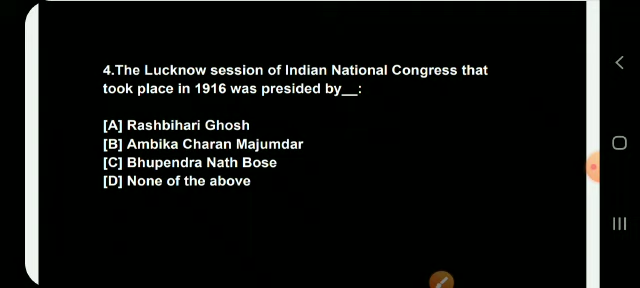 4.The Lucknow session of Indian National Congress that
took place in 1916 was presided by__:
[A] Rashbihari Ghosh
[B] Ambika Charan Majumdar
[C] Bhupendra Nath Bose
[D] None of the above